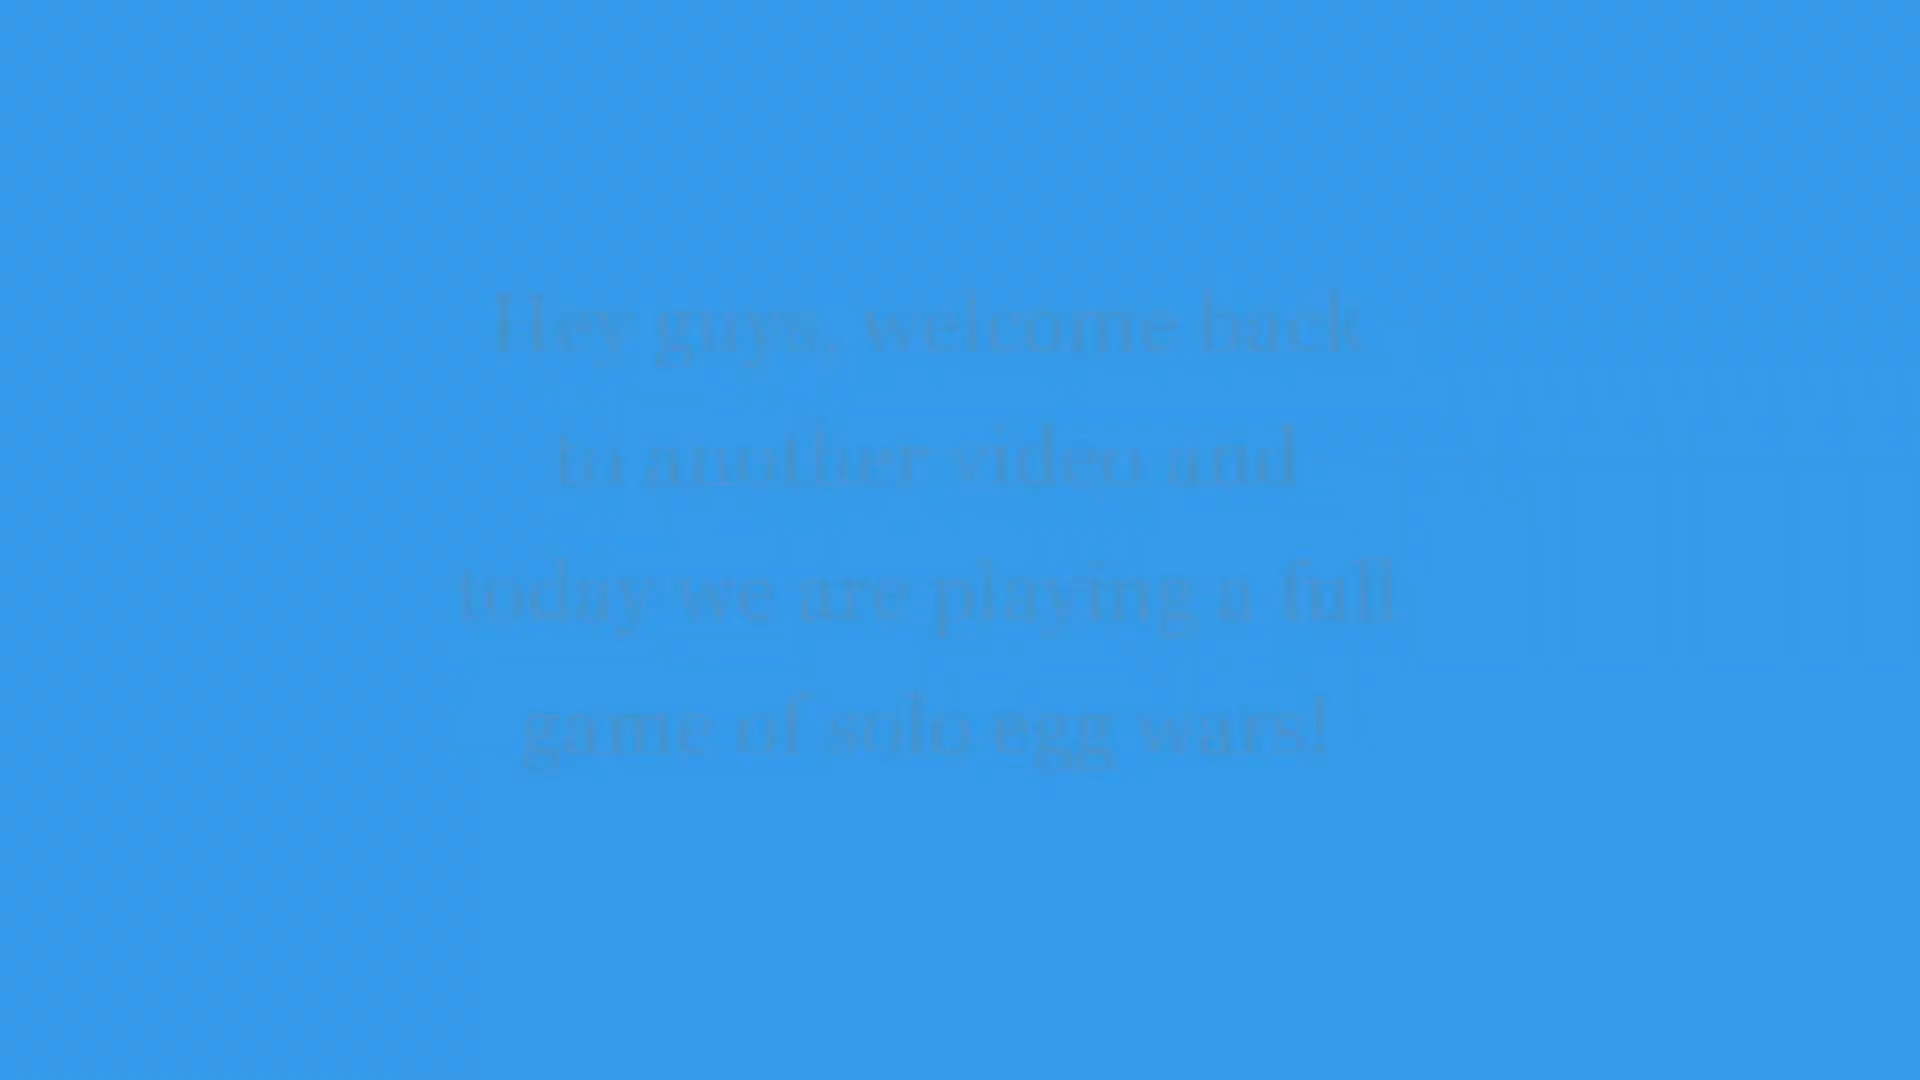 Hey guys, welcome back
to another video and
today we are playing a full
game of solo egg wars!